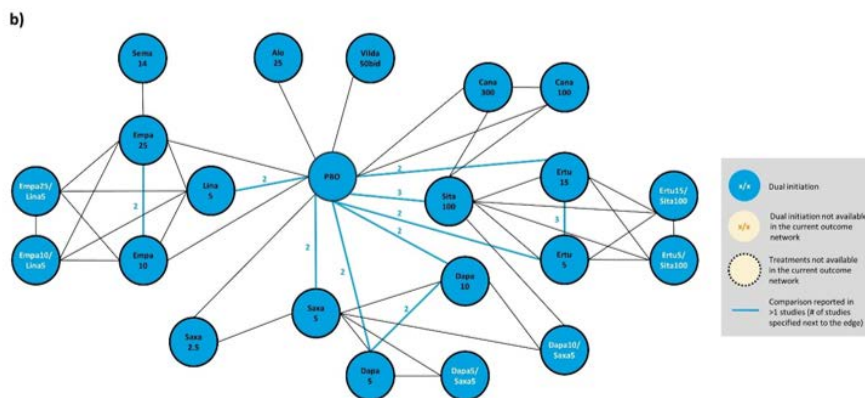 b)
Sema
14
Alo
25
Vilda
50bid
Cana
300
Cana
100
Empa
25
Empa25/
Lina5
Lina
5
2
PBO
2
Ertu
15
3
Sita
100
Ertu15/
Sita100
2
2
3
2
Empa10/
Lina5
Empa
10
2
2
Ertu
5
Ertu5/
Sita100
Dapa
10
Saxa
5
2
Saxa
2.5
Dapa10/
Saxa5
Dapa
5
Dapa5/
Saxa5
x/x
Dual initiation
x/x
Dual initiation not available
in the current outcome
network
Treatments not available
in the current outcome
network
Comparison reported in
>1 studies (# of studies
specified next to the edge)